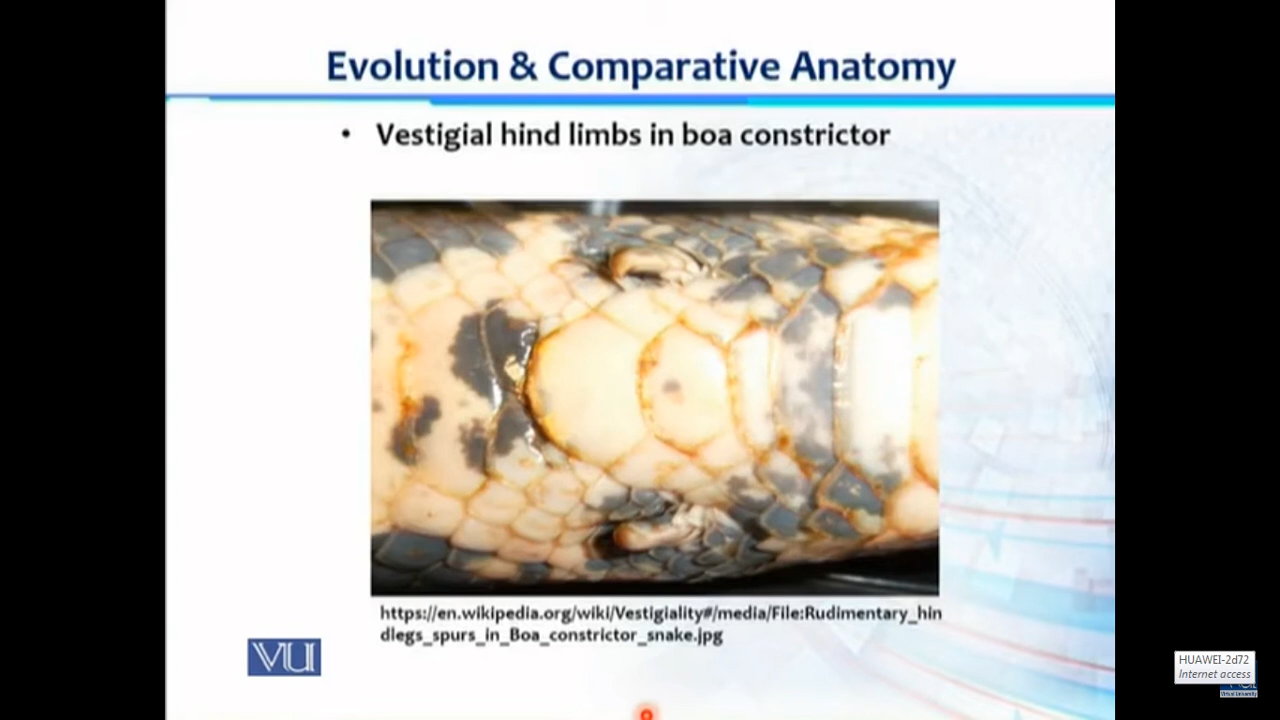 Evolution & Comparative Anatomy
• Vestigial hind limbs in boa constrictor
https://en.wikipedia.org/wiki/Vestigiality#/media/File:Rudimentary_hin
dlegs_spurs_in_Boa_constrictor_snake.jpg
VU
HUAWEI-2d72
Internet access